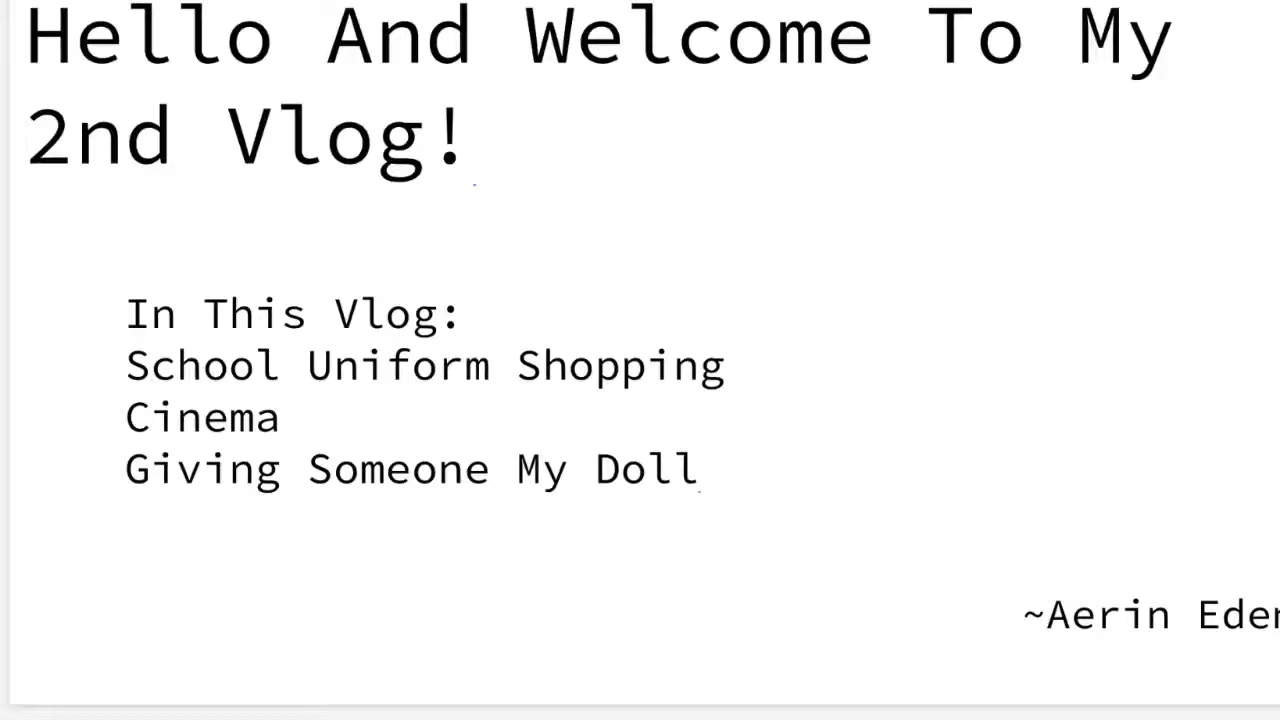 Hello And Welcome To My
2nd Vlog!
In This Vlog:
School Uniform Shopping
Cinema
Giving Someone My Doll
~Aerin Eden